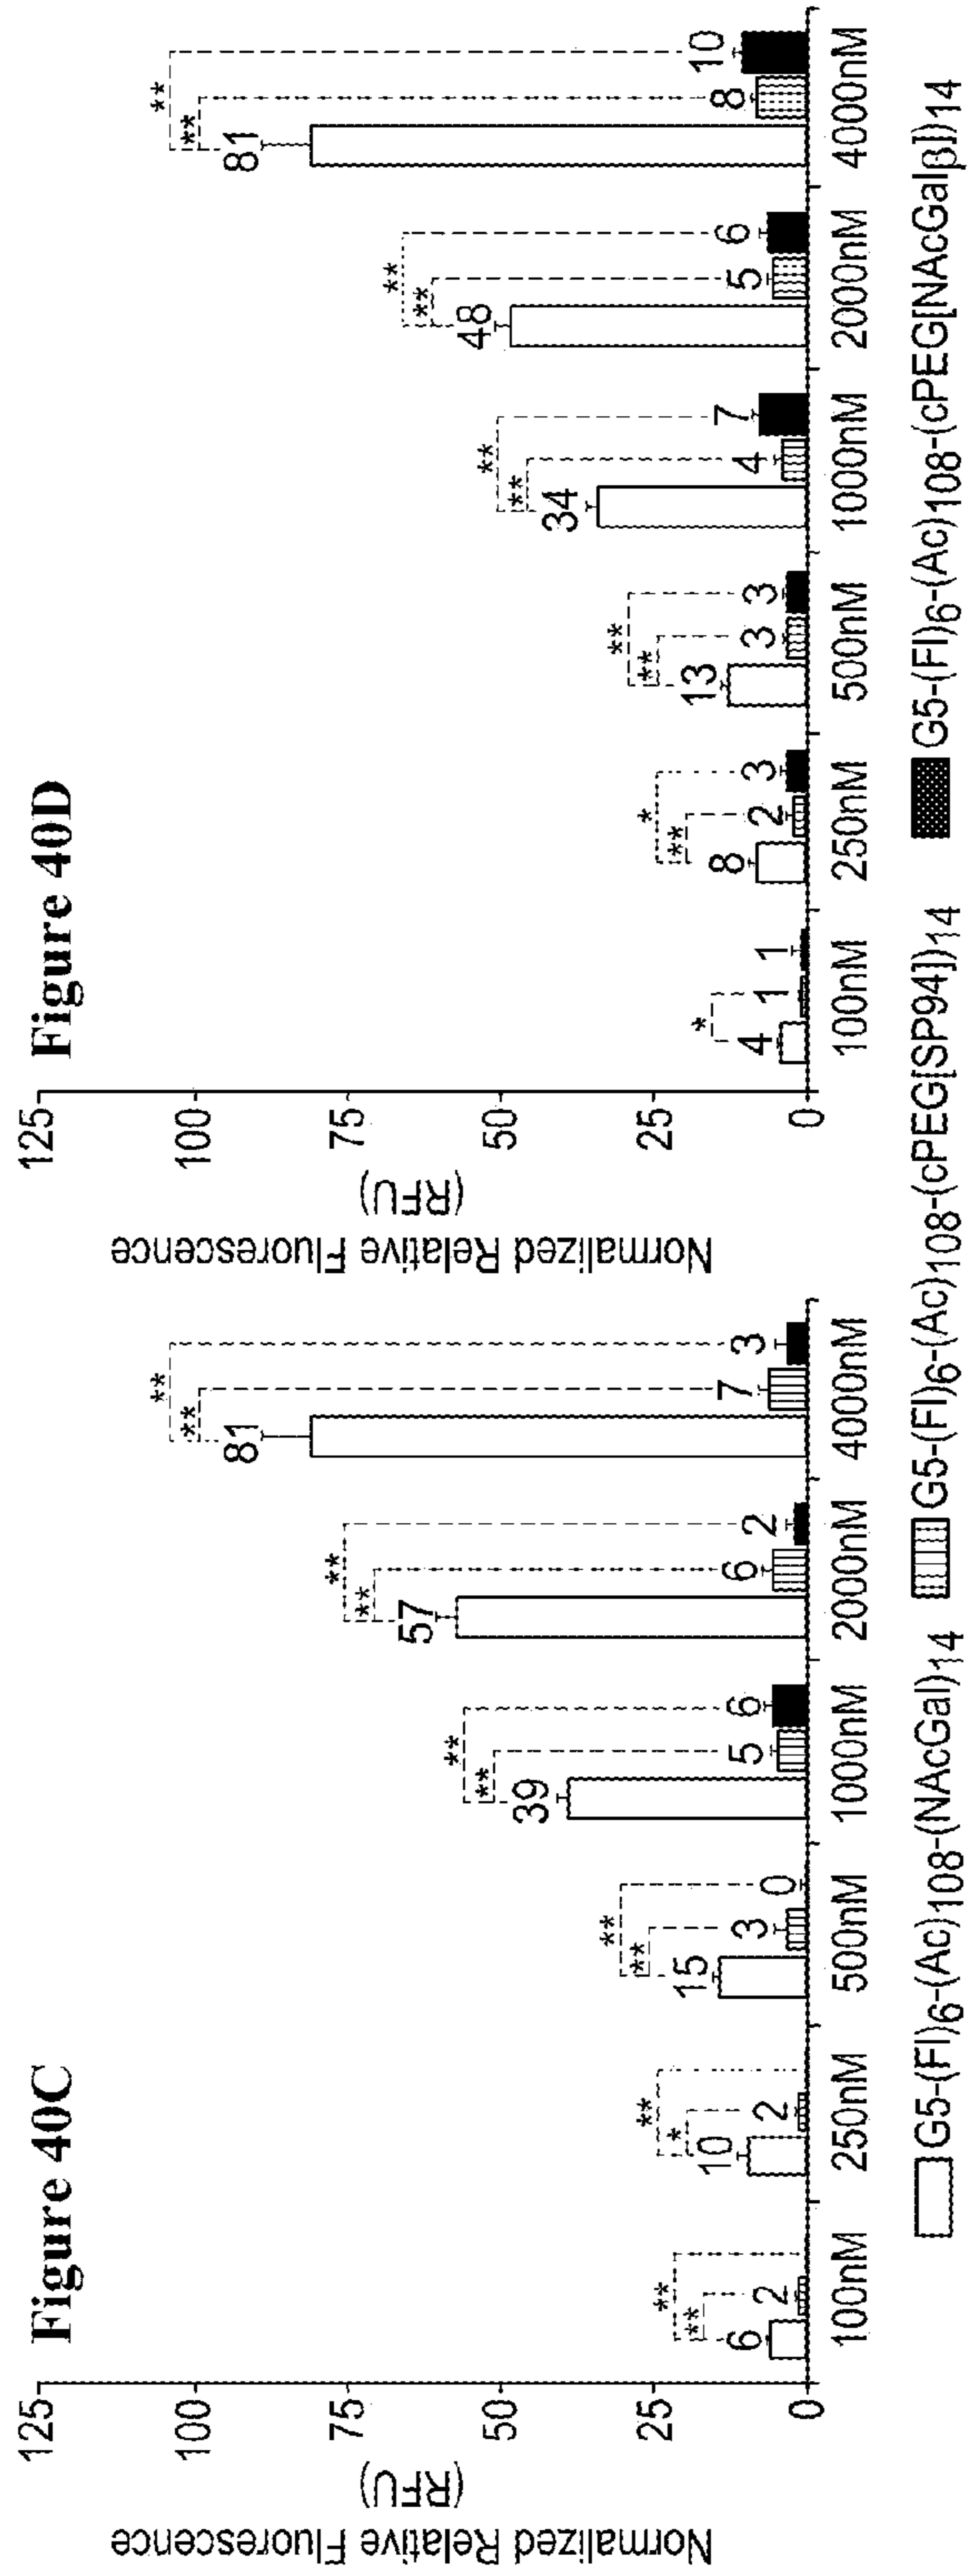 Figure 40C
Normalized Relative Fluorescence
(RFU)
125
100
75
50
25
0
** **
6 2
100nM
** *
10 2
250nM
** **
15 3 0
500nM
** **
39 5 6
1000nM
** **
57 6 2
2000nM
** **
81 7 3
4000nM
Figure 40D
Normalized Relative Fluorescence
(RFU)
125
100
75
50
25
0
*
4 1 1
100nM
* **
8 2 3
250nM
** **
13 3 3
500nM
** **
34 4 7
1000nM
** **
48 5 6
2000nM
** **
81 8 10
4000nM
G5-(Fl)6-(Ac)108-(NAcGal)14 G5-(Fl)6-(Ac)108-(cPEG[SP94])14 G5-(Fl)6-(Ac)108-(cPEG[NAcGalβ])14